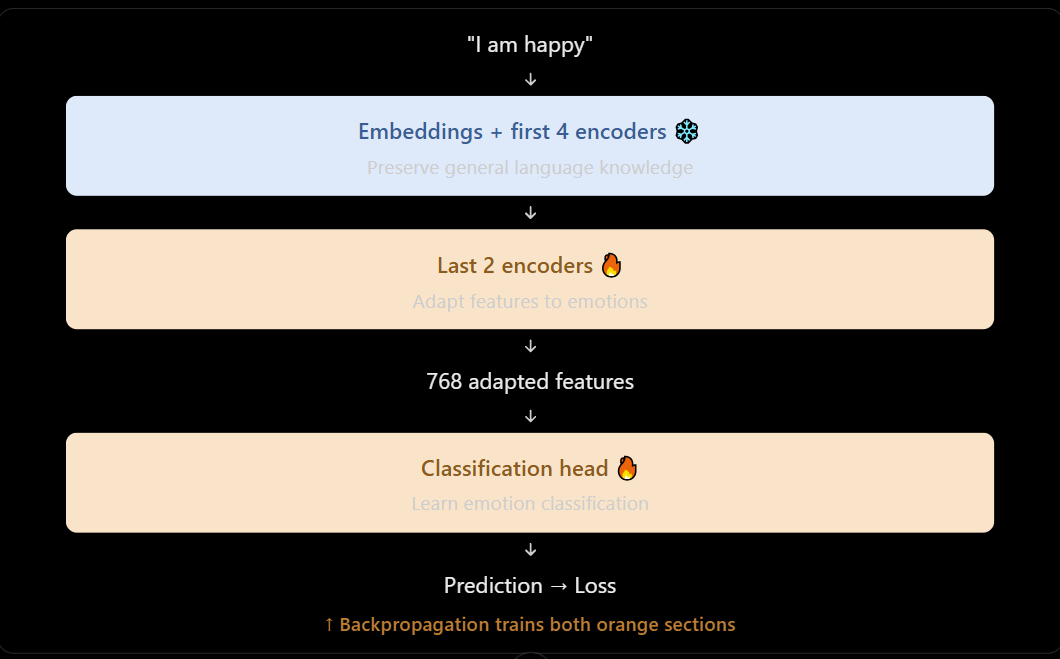 "I am happy"
↓
Embeddings + first 4 encoders ❄️
Preserve general language knowledge
↓
Last 2 encoders 🔥
Adapt features to emotions
↓
768 adapted features
↓
Classification head 🔥
Learn emotion classification
↓
Prediction → Loss
↑ Backpropagation trains both orange sections